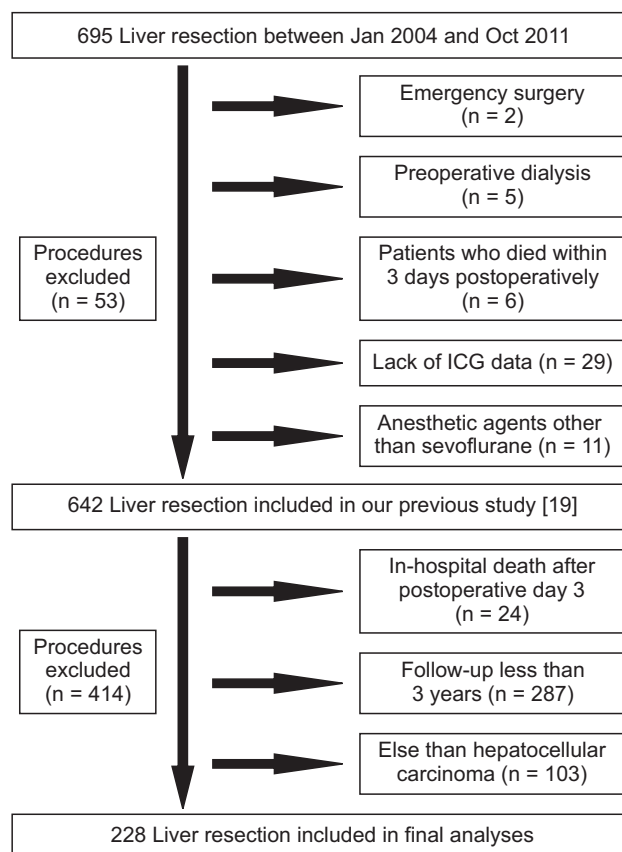 695 Liver resection between Jan 2004 and Oct 2011
Emergency surgery
(n = 2)
Preoperative dialysis
(n = 5)
Procedures
excluded
(n = 53)
Patients who died within
3 days postoperatively
(n = 6)
Lack of ICG data (n = 29)
Anesthetic agents other
than sevoflurane (n = 11)
642 Liver resection included in our previous study [19]
In-hospital death after
postoperative day 3
(n = 24)
Procedures
excluded
(n = 414)
Follow-up less than
3 years (n = 287)
Else than hepatocellular
carcinoma (n = 103)
228 Liver resection included in final analyses